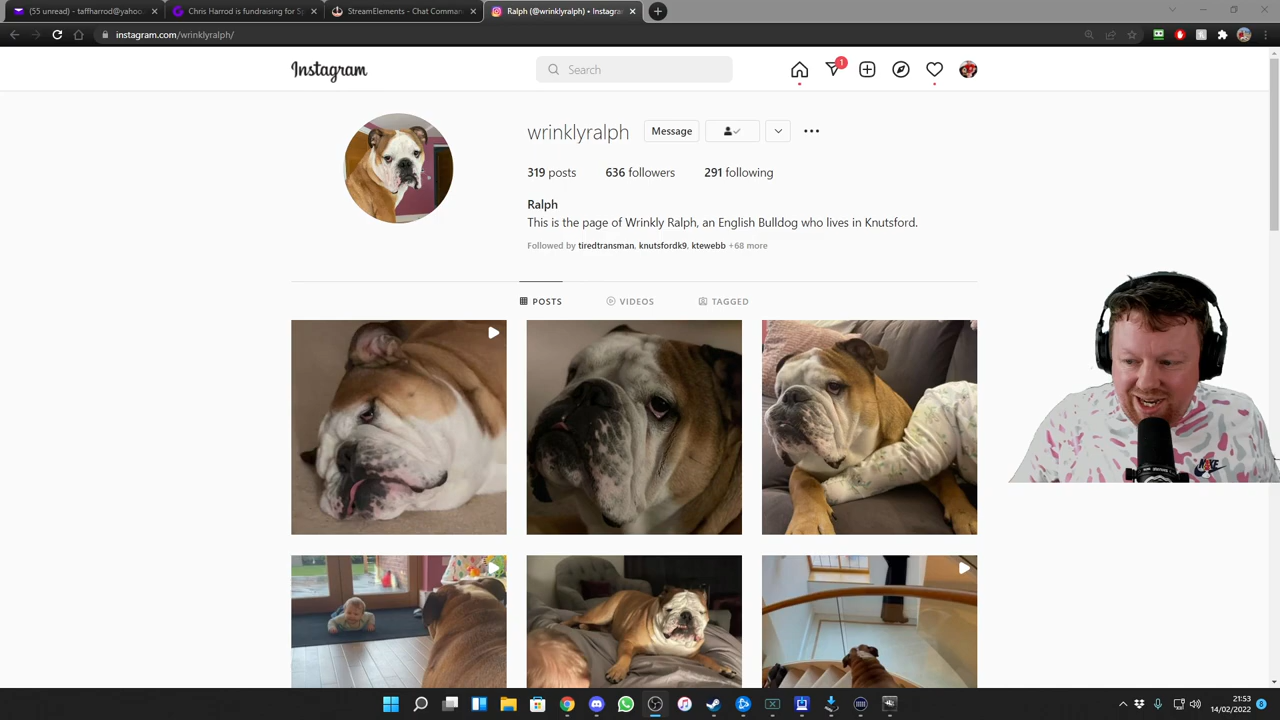 (55 unread) - tafharrod@yahoo
Chris Harrod is fundraising for Sp
StreamElements - Chat Comman
Ralph (@wrinklyralph) • Instagra
instagram.com/wrinklyralph/
Instagram
Search
1
wrinklyralph
Message
319 posts 636 followers 291 following
Ralph
This is the page of Wrinkly Ralph, an English Bulldog who lives in Knutsford.
Followed by tiredtransman, knutsfordk9, ktewebb +68 more
POSTS VIDEOS TAGGED
21:53
14/02/2022